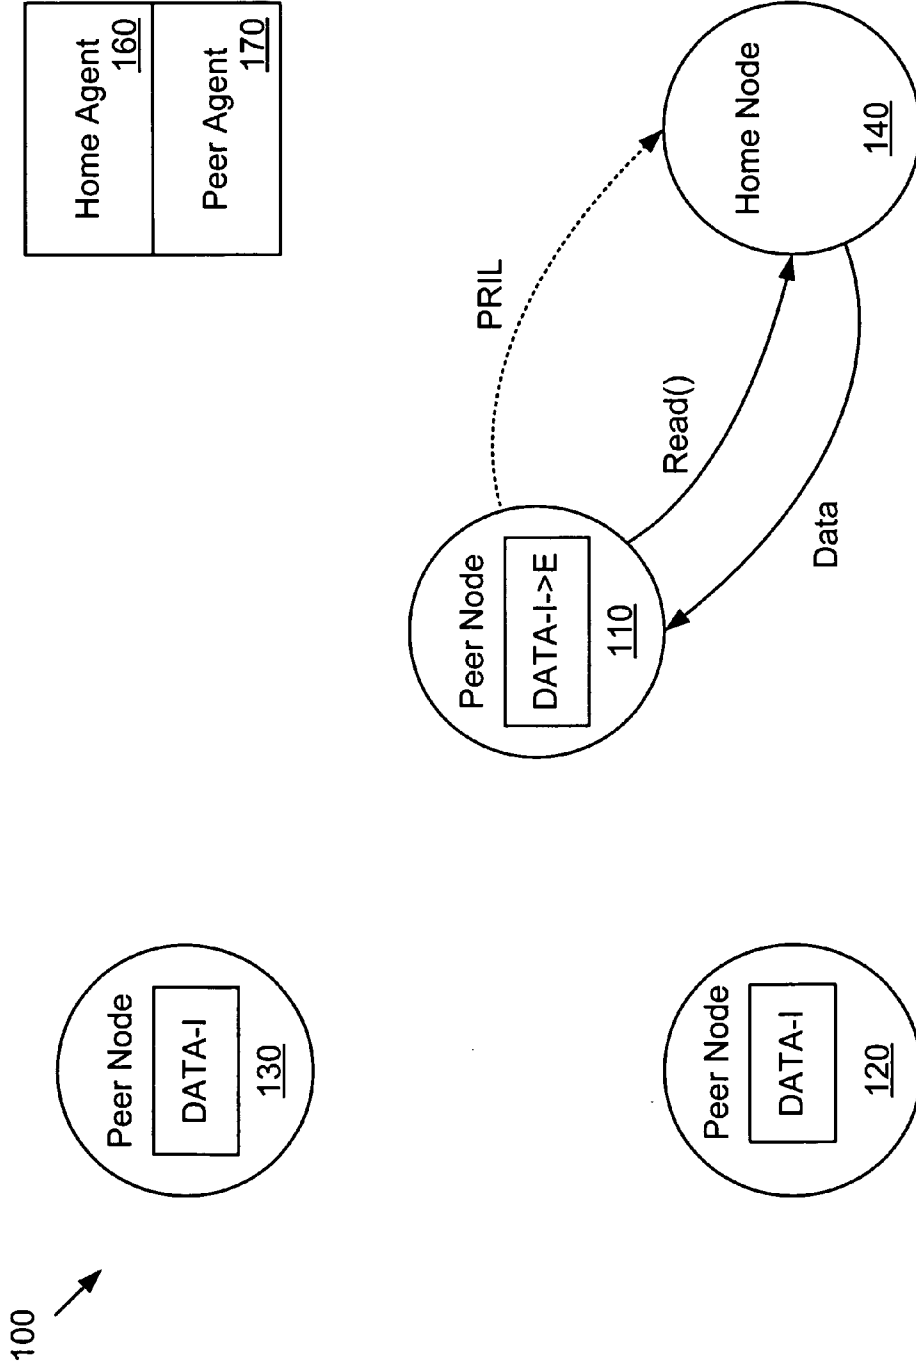 100
Peer Node
DATA-I
130
Peer Node
DATA-I
120
Peer Node
DATA-I->E
110
PRIL
Read()
Data
Home Node
140
Home Agent
160
Peer Agent
170